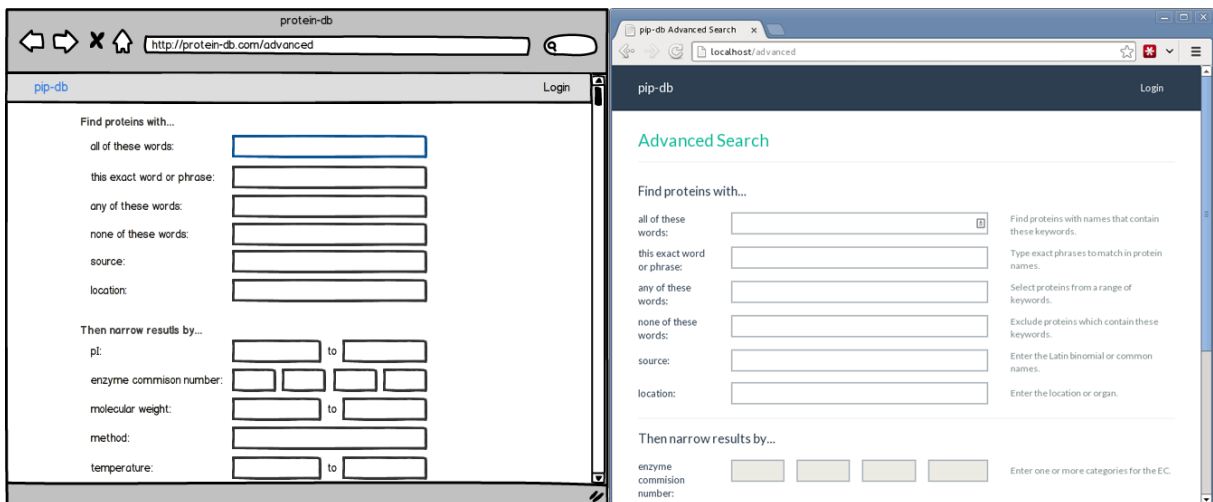 protein-db
http://protein-db.com/advanced
pip-db Login
Find proteins with...
all of these words:
this exact word or phrase:
any of these words:
none of these words:
source:
location:
Then narrow resutls by...
pI: to
enzyme commison number:
molecular weight: to
method:
temperature: to
pip-db Advanced Search
localhost/advanced
pip-db Login
Advanced Search
Find proteins with...
all of these
words:
Find proteins with names that contain
these keywords.
this exact word
or phrase:
Type exact phrases to match in protein
names.
any of these
words:
Select proteins from a range of
keywords.
none of these
words:
Exclude proteins which contain these
keywords.
source:
Enter the Latin binomial or common
names.
location:
Enter the location or organ.
Then narrow results by...
enzyme
commision
number:
Enter one or more categories for the EC.